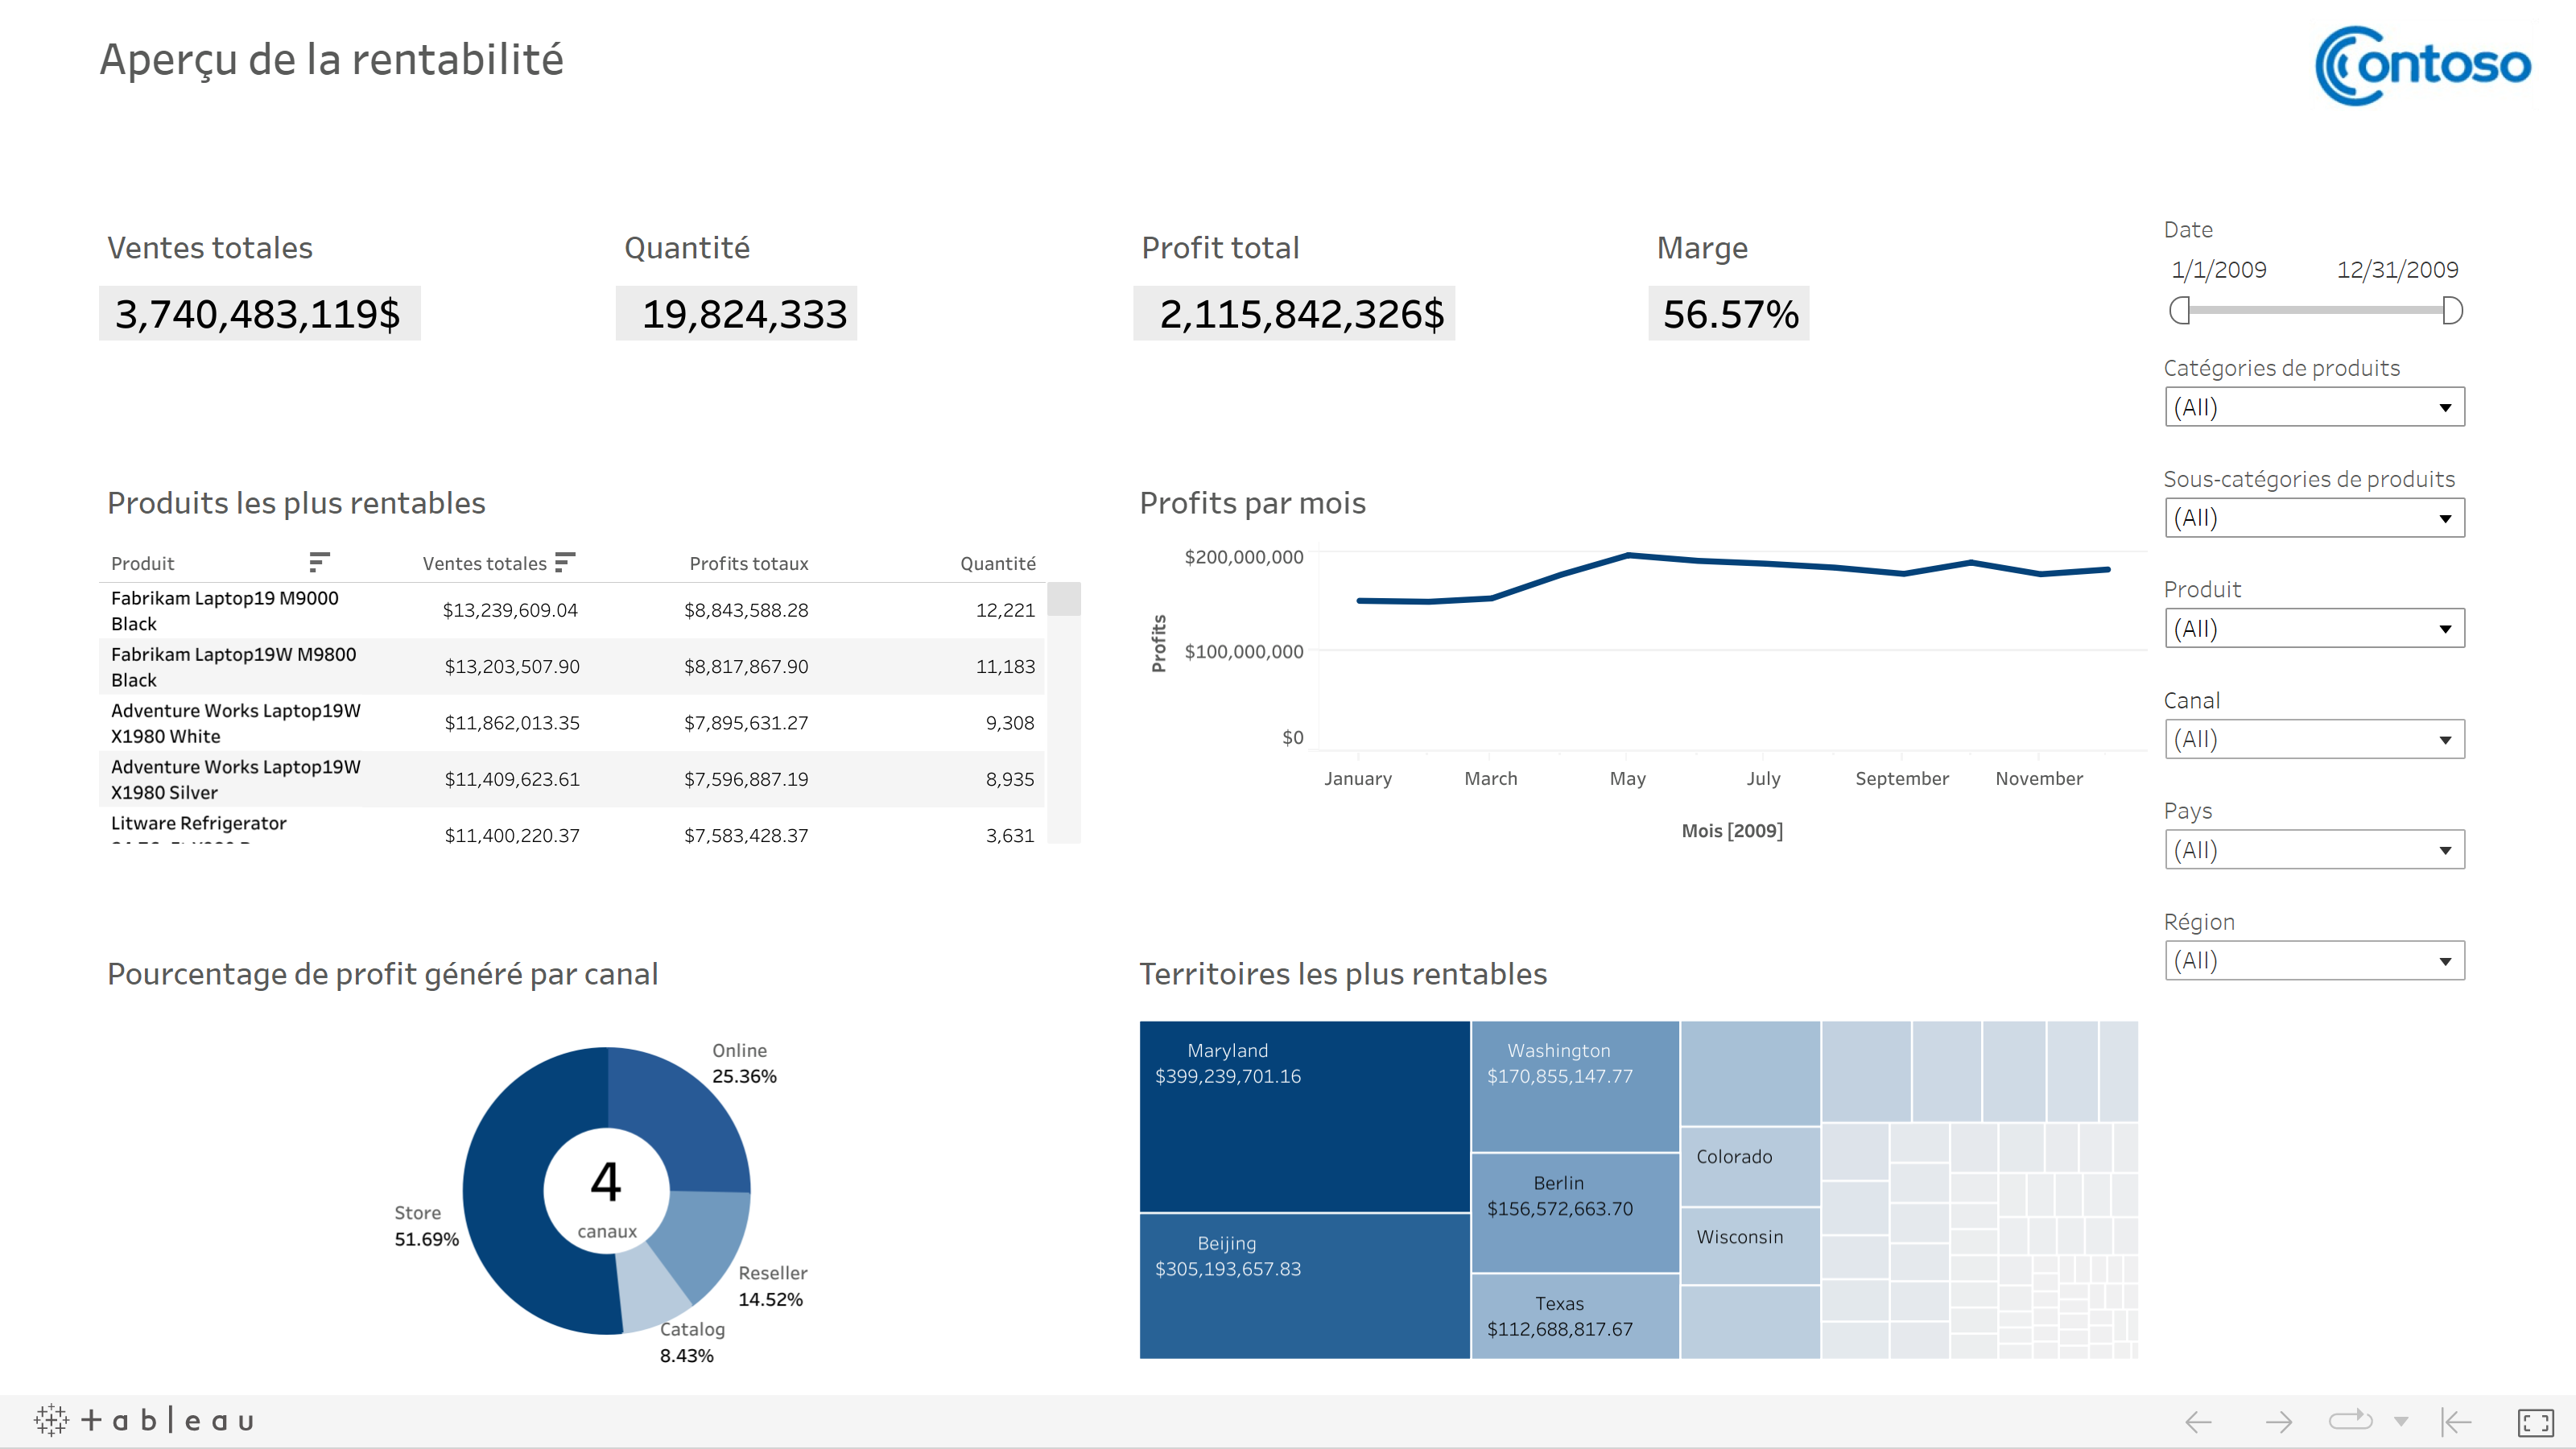 Aperçu de la rentabilité
Contoso
Ventes totales
3,740,483,119$
Quantité
19,824,333
Profit total
2,115,842,326$
Marge
56.57%
Date
1/1/2009 12/31/2009
Catégories de produits
(All)
Sous-catégories de produits
(All)
Produit
(All)
Canal
(All)
Pays
(All)
Région
(All)
Produits les plus rentables
Produit Ventes totales Profits totaux Quantité
Fabrikam Laptop19 M9000
Black $13,239,609.04 $8,843,588.28 12,221
Fabrikam Laptop19W M9800
Black $13,203,507.90 $8,817,867.90 11,183
Adventure Works Laptop19W
X1980 White $11,862,013.35 $7,895,631.27 9,308
Adventure Works Laptop19W
X1980 Silver $11,409,623.61 $7,596,887.19 8,935
Litware Refrigerator
$11,400,220.37 $7,583,428.37 3,631
Profits par mois
Profits
$200,000,000
$100,000,000
$0
January March May July September November
Mois [2009]
Pourcentage de profit généré par canal
Online
25.36%
Store
51.69%
4
canaux
Reseller
14.52%
Catalog
8.43%
Territoires les plus rentables
Maryland
$399,239,701.16
Beijing
$305,193,657.83
Washington
$170,855,147.77
Berlin
$156,572,663.70
Texas
$112,688,817.67
Colorado
Wisconsin
+ableau